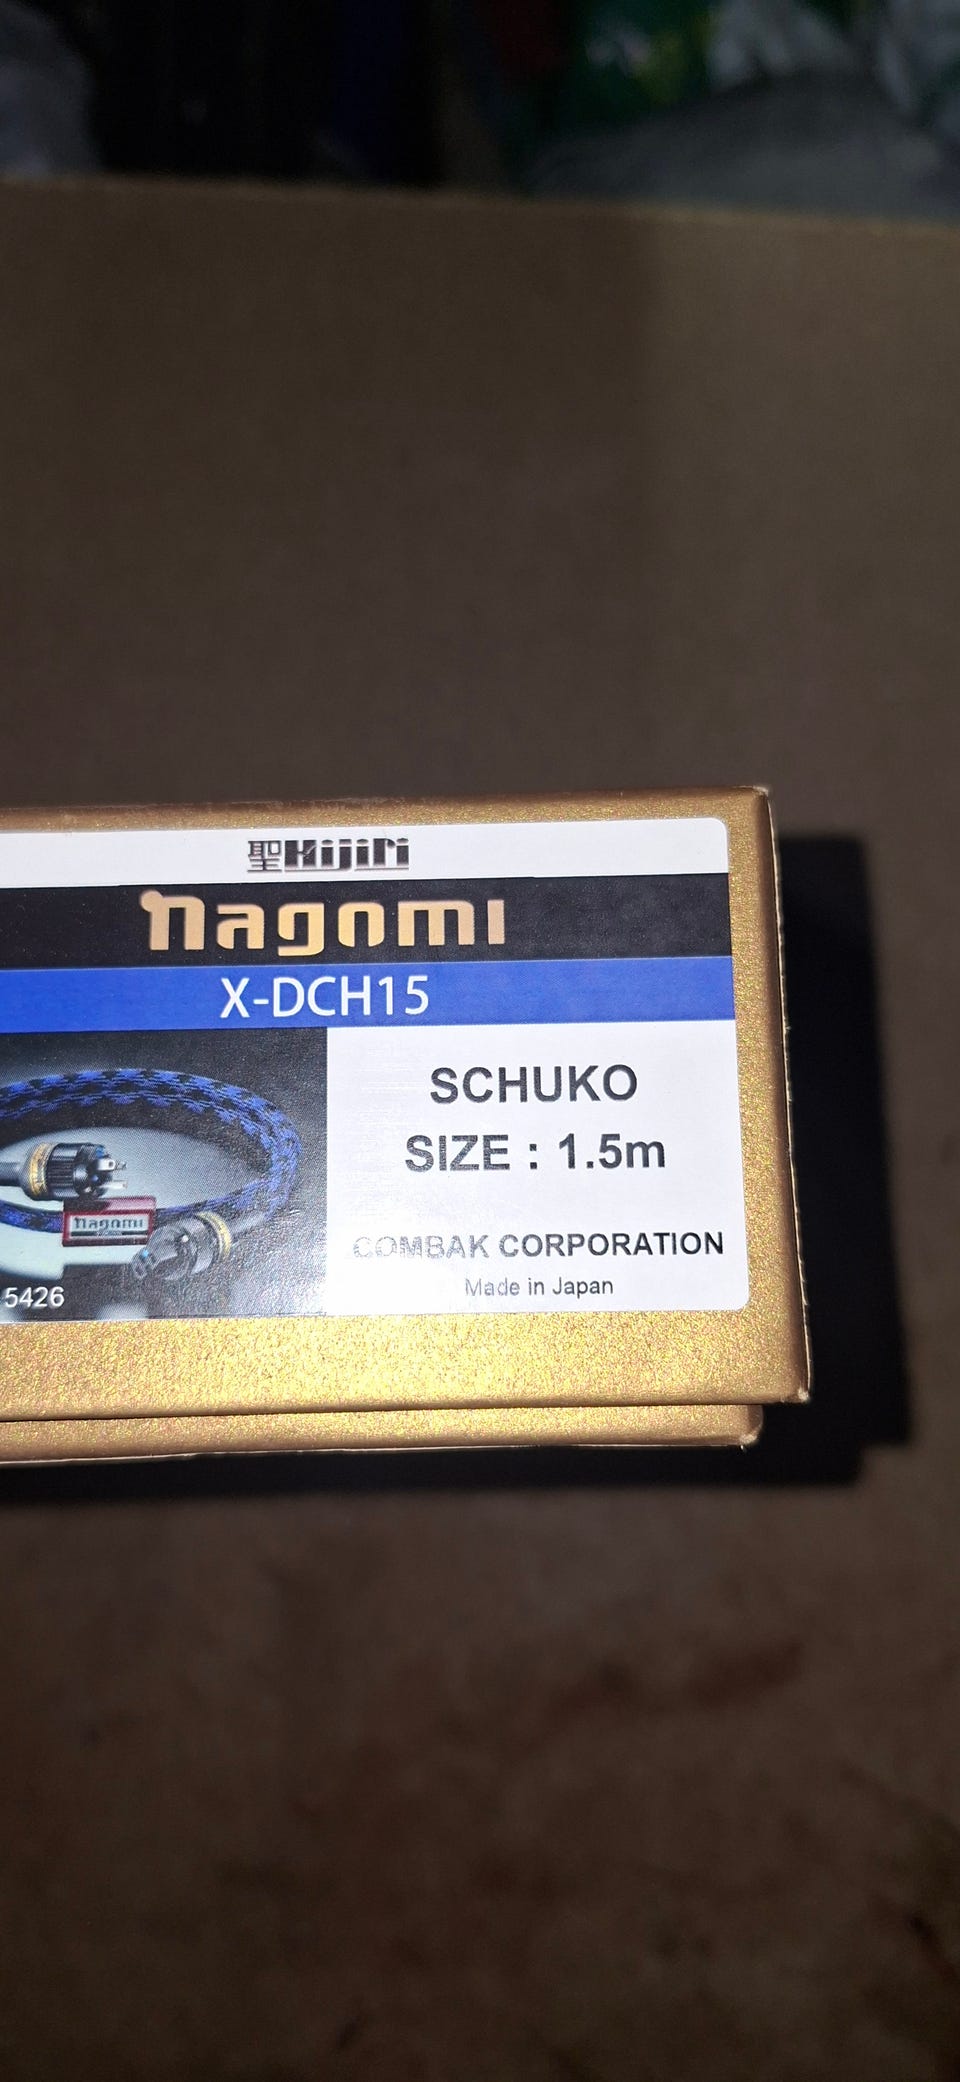 聖Hijiri
nagomi
X-DCH15
SCHUKO
SIZE : 1.5m
nagomi
COMBAK CORPORATION
Made in Japan
5426